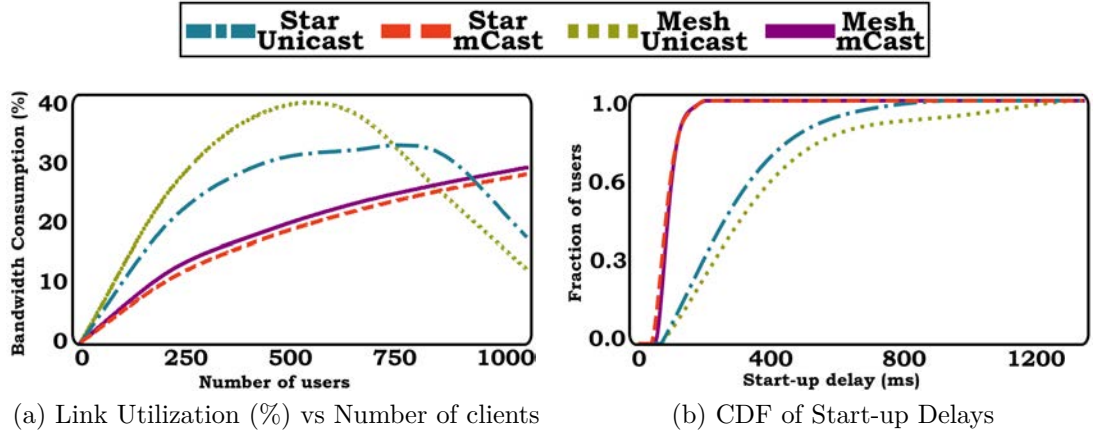 Star Unicast
Star mCast
Mesh Unicast
Mesh mCast
Bandwidth Consumption (%)
40
30
20
10
0
0 250 500 750 1000
Number of users
(a) Link Utilization (%) vs Number of clients
Fraction of users
1.0
0.6
0.3
0.0
0 400 800 1200
Start-up delay (ms)
(b) CDF of Start-up Delays